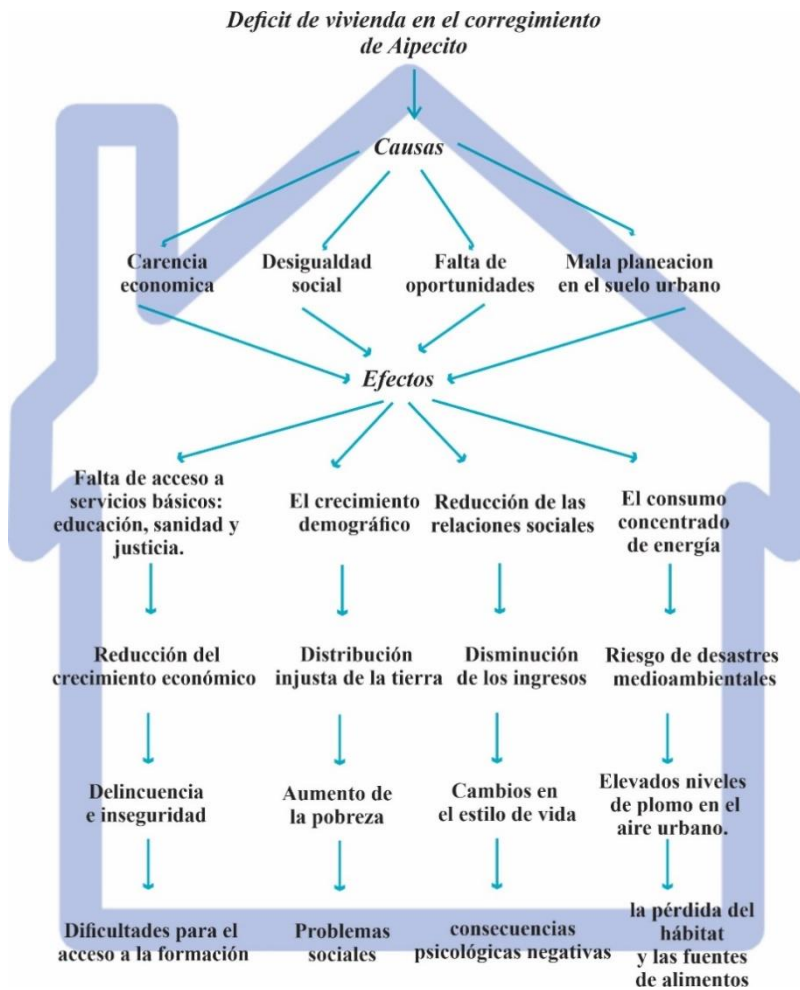 Deficit de vivienda en el corregimiento
de Aipecito
Causas
Carencia
economica
Desigualdad
social
Falta de
oportunidades
Mala planeacion
en el suelo urbano
Efectos
Falta de acceso a
servicios básicos:
educación, sanidad y
justicia.
El crecimiento
demográfico
Reducción de las
relaciones sociales
El consumo
concentrado
de energía
Reducción del
crecimiento económico
Distribución
injusta de la tierra
Disminución
de los ingresos
Riesgo de desastres
medioambientales
Delincuencia
e inseguridad
Aumento de
la pobreza
Cambios en
el estilo de vida
Elevados niveles
de plomo en el
aire urbano.
Dificultades para el
acceso a la formación
Problemas
sociales
consecuencias
psicológicas negativas
la pérdida del
hábitat
y las fuentes
de alimentos